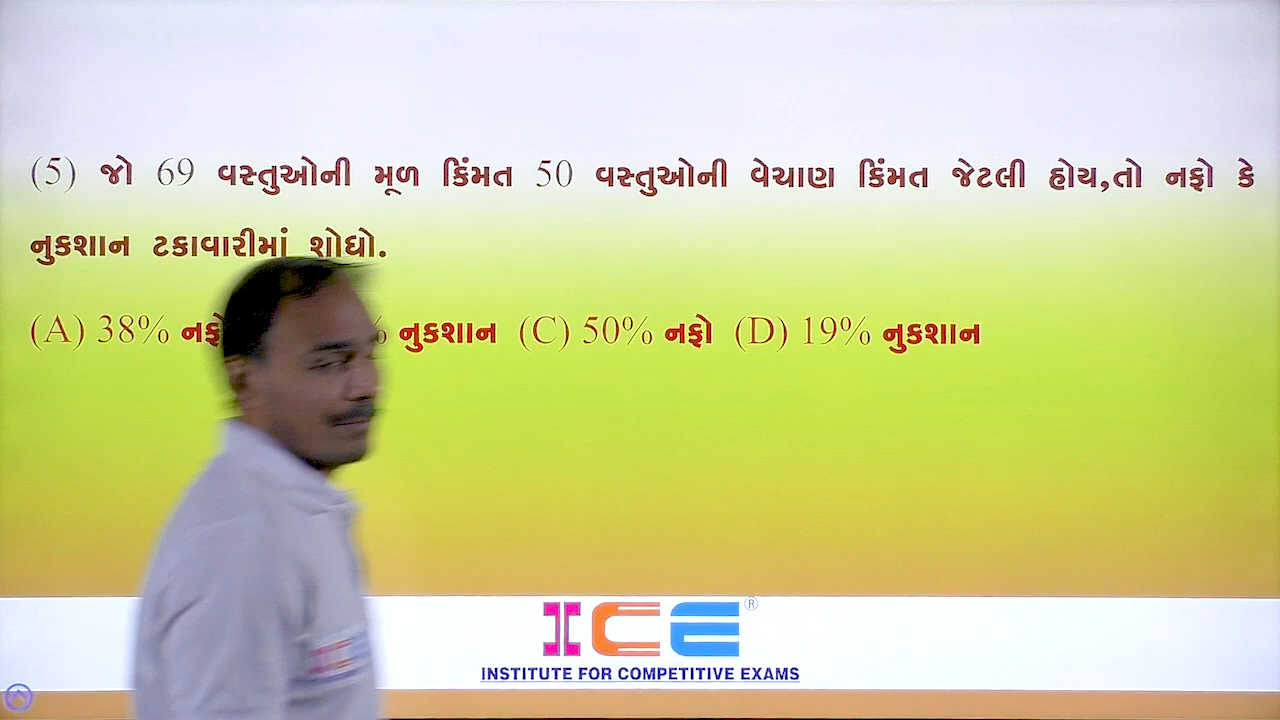 (5) જો 69 વસ્તુઓની મૂળ કિંમત 50 વસ્તુઓની વેચાણ કિંમત જેટલી હોય,તો નફો કે
નુકશાન ટકાવારીમાં શોધો.
(A) 38% નુકશાન (C) 50% નફો (D) 19% નુકશાન
ICE®
INSTITUTE FOR COMPETITIVE EXAMS